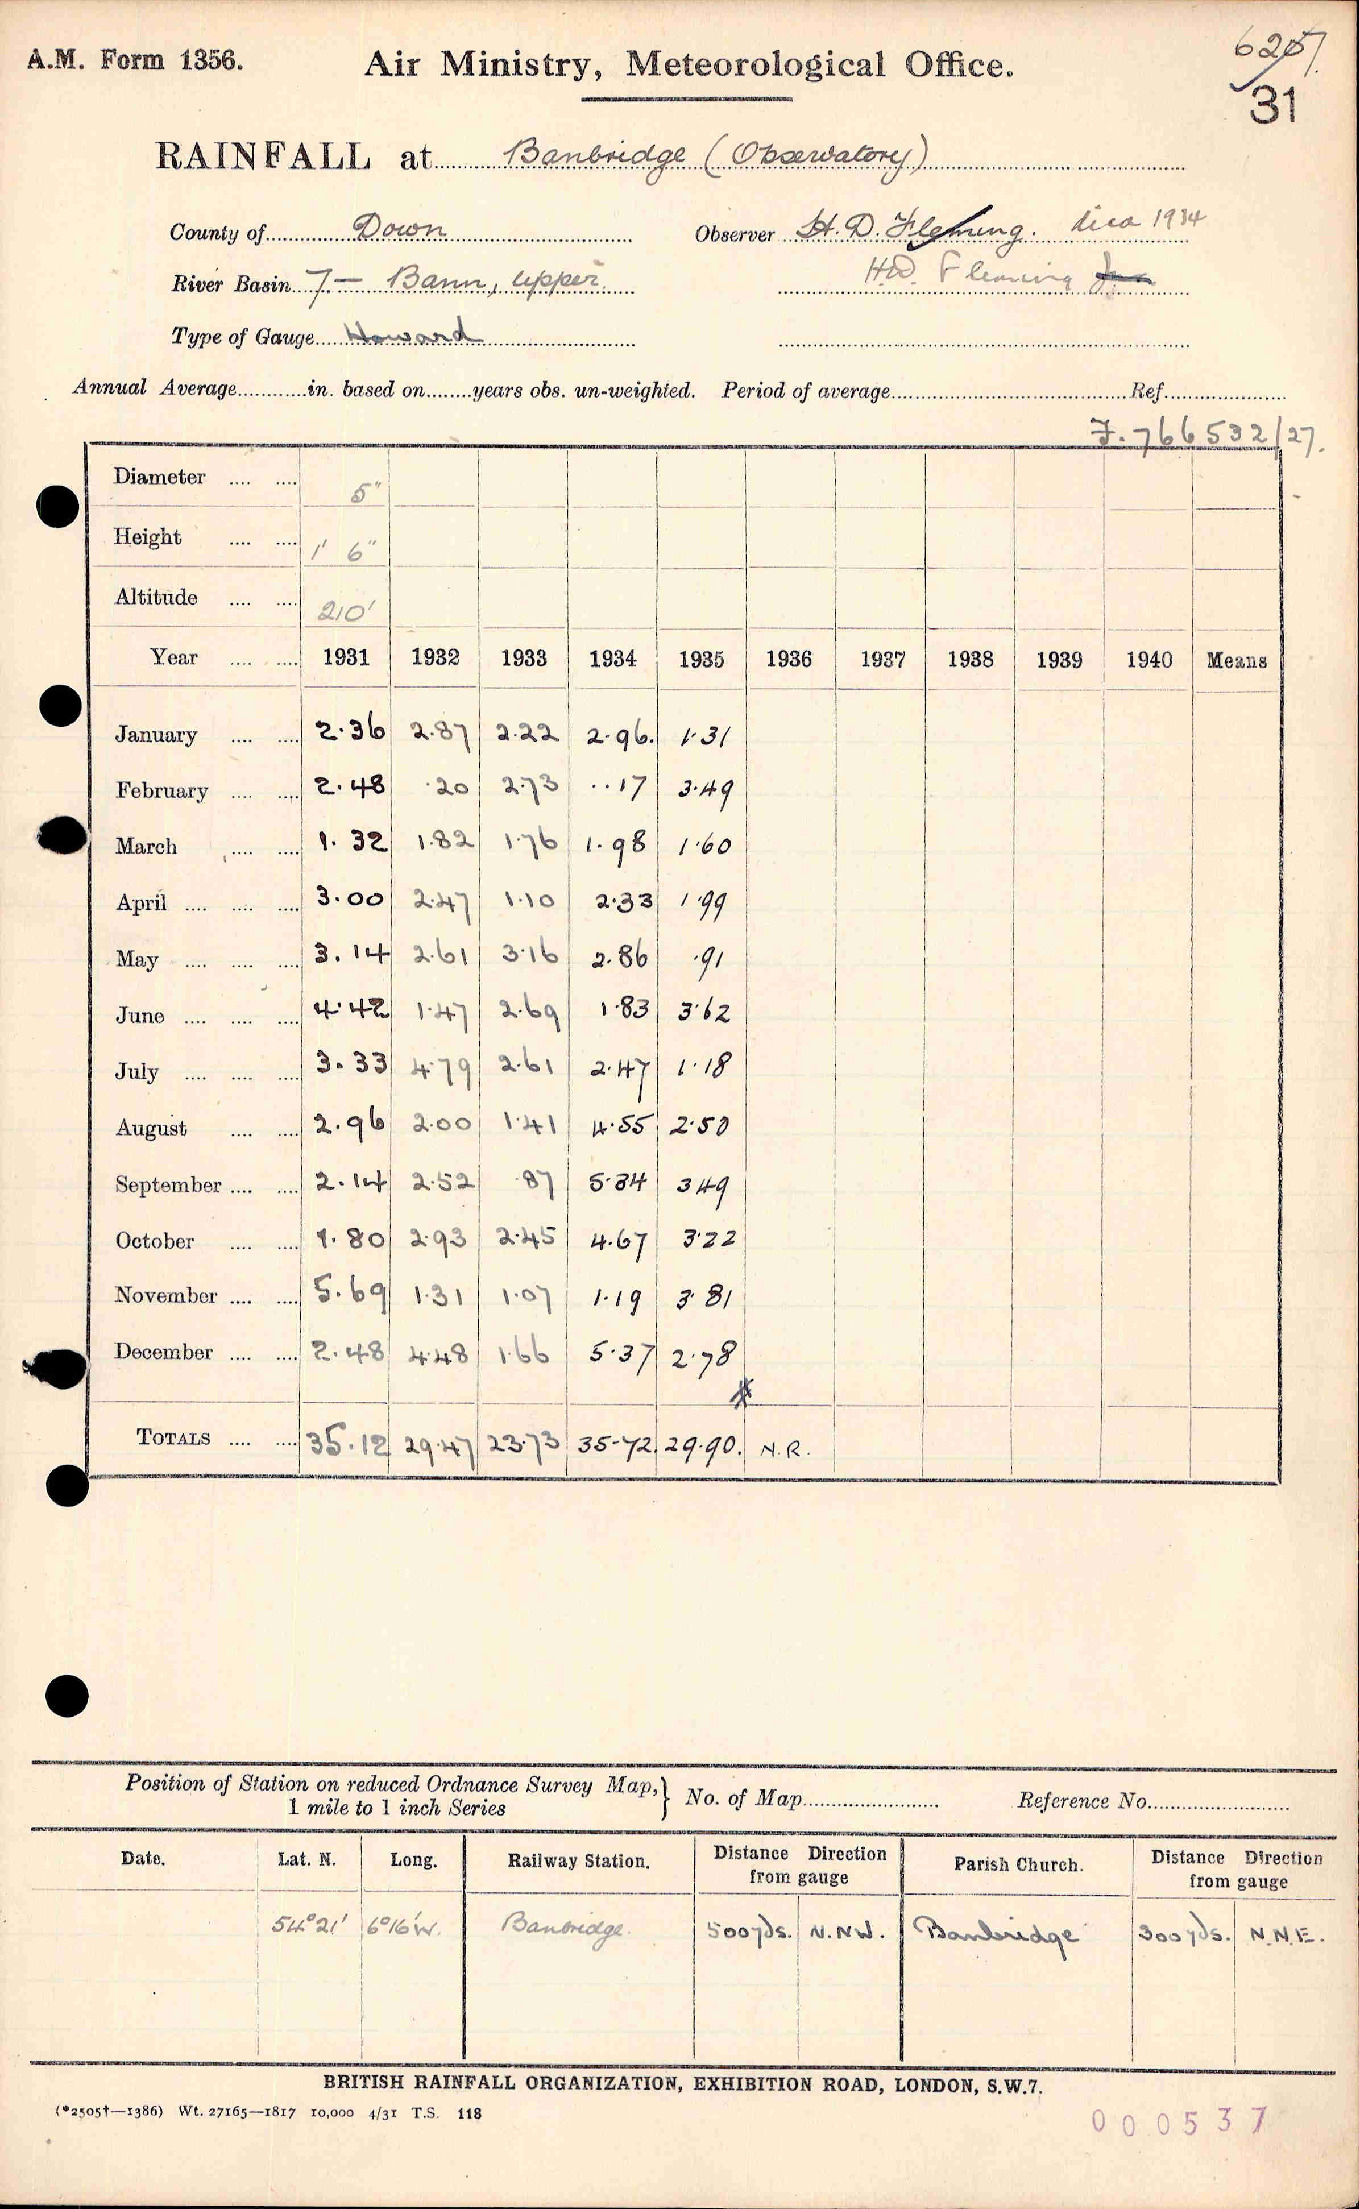 A.M. Form 1356.
Air Ministry, Meteorological Office.
31
RAINFALL at Banbridge (Observatory)
County of Down
Observer H. D. Fleming. died 1934
River Basin 7 — Bann, Upper.
H.D. Fleming
Type of Gauge Howard
Annual Average in. based on years obs. un-weighted. Period of average Ref.
J. 766532/27.
Diameter 5"
Height 1' 6"
Altitude 210'
Year 1931 1932 1933 1934 1935 1936 1937 1938 1939 1940 Means
January 2.36 2.87 2.22 2.96. 1.31
February 2.48 .20 2.73 ..17 3.49
March 1.32 1.82 1.76 1.98 1.60
April 3.00 2.47 1.10 2.33 1.99
May 3.14 2.61 3.16 2.86 .91
June 4.42 1.47 2.69 1.83 3.62
July 3.33 4.79 2.61 2.47 1.18
August 2.96 2.00 1.41 4.55 2.50
September 2.14 2.52 .87 5.34 3.49
October 1.80 2.93 2.45 4.67 3.22
November 5.69 1.31 1.07 1.19 3.81
December 2.48 4.48 1.66 5.37 2.78
*
TOTALS 35.12 29.47 23.73 35.72. 29.90. N.R.
Position of Station on reduced Ordnance Survey Map,} No. of Map Reference No.
1 mile to 1 inch Series
Date. Lat. N. Long. Railway Station. Distance Direction Parish Church. Distance Direction
from gauge from gauge
54°21' 6°16'W. Banbridge. 500yds. N.NW. Banbridge 300yds. N.N.E.
BRITISH RAINFALL ORGANIZATION, EXHIBITION ROAD, LONDON, S.W.7.
(*2505†—1386) Wt. 27165—1817 10,000 4/31 T.S. 118
000537